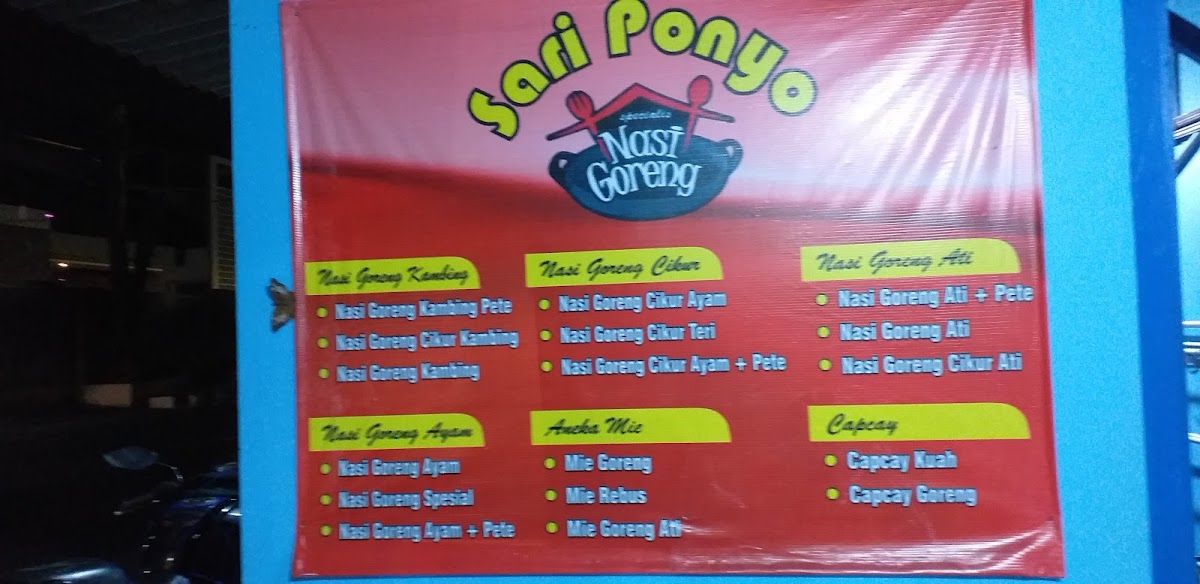 Sari Ponyo
specialis
Nasi
Goreng
Nasi Goreng Kambing
Nasi Goreng Kambing Pete
Nasi Goreng Cikur Kambing
Nasi Goreng Kambing
Nasi Goreng Cikur
Nasi Goreng Cikur Ayam
Nasi Goreng Cikur Teri
Nasi Goreng Cikur Ayam + Pete
Nasi Goreng Ati
Nasi Goreng Ati + Pete
Nasi Goreng Ati
Nasi Goreng Cikur Ati
Nasi Goreng Ayam
Nasi Goreng Ayam
Nasi Goreng Spesial
Nasi Goreng Ayam + Pete
Aneka Mie
Mie Goreng
Mie Rebus
Mie Goreng Ati
Capcay
Capcay Kuah
Capcay Goreng